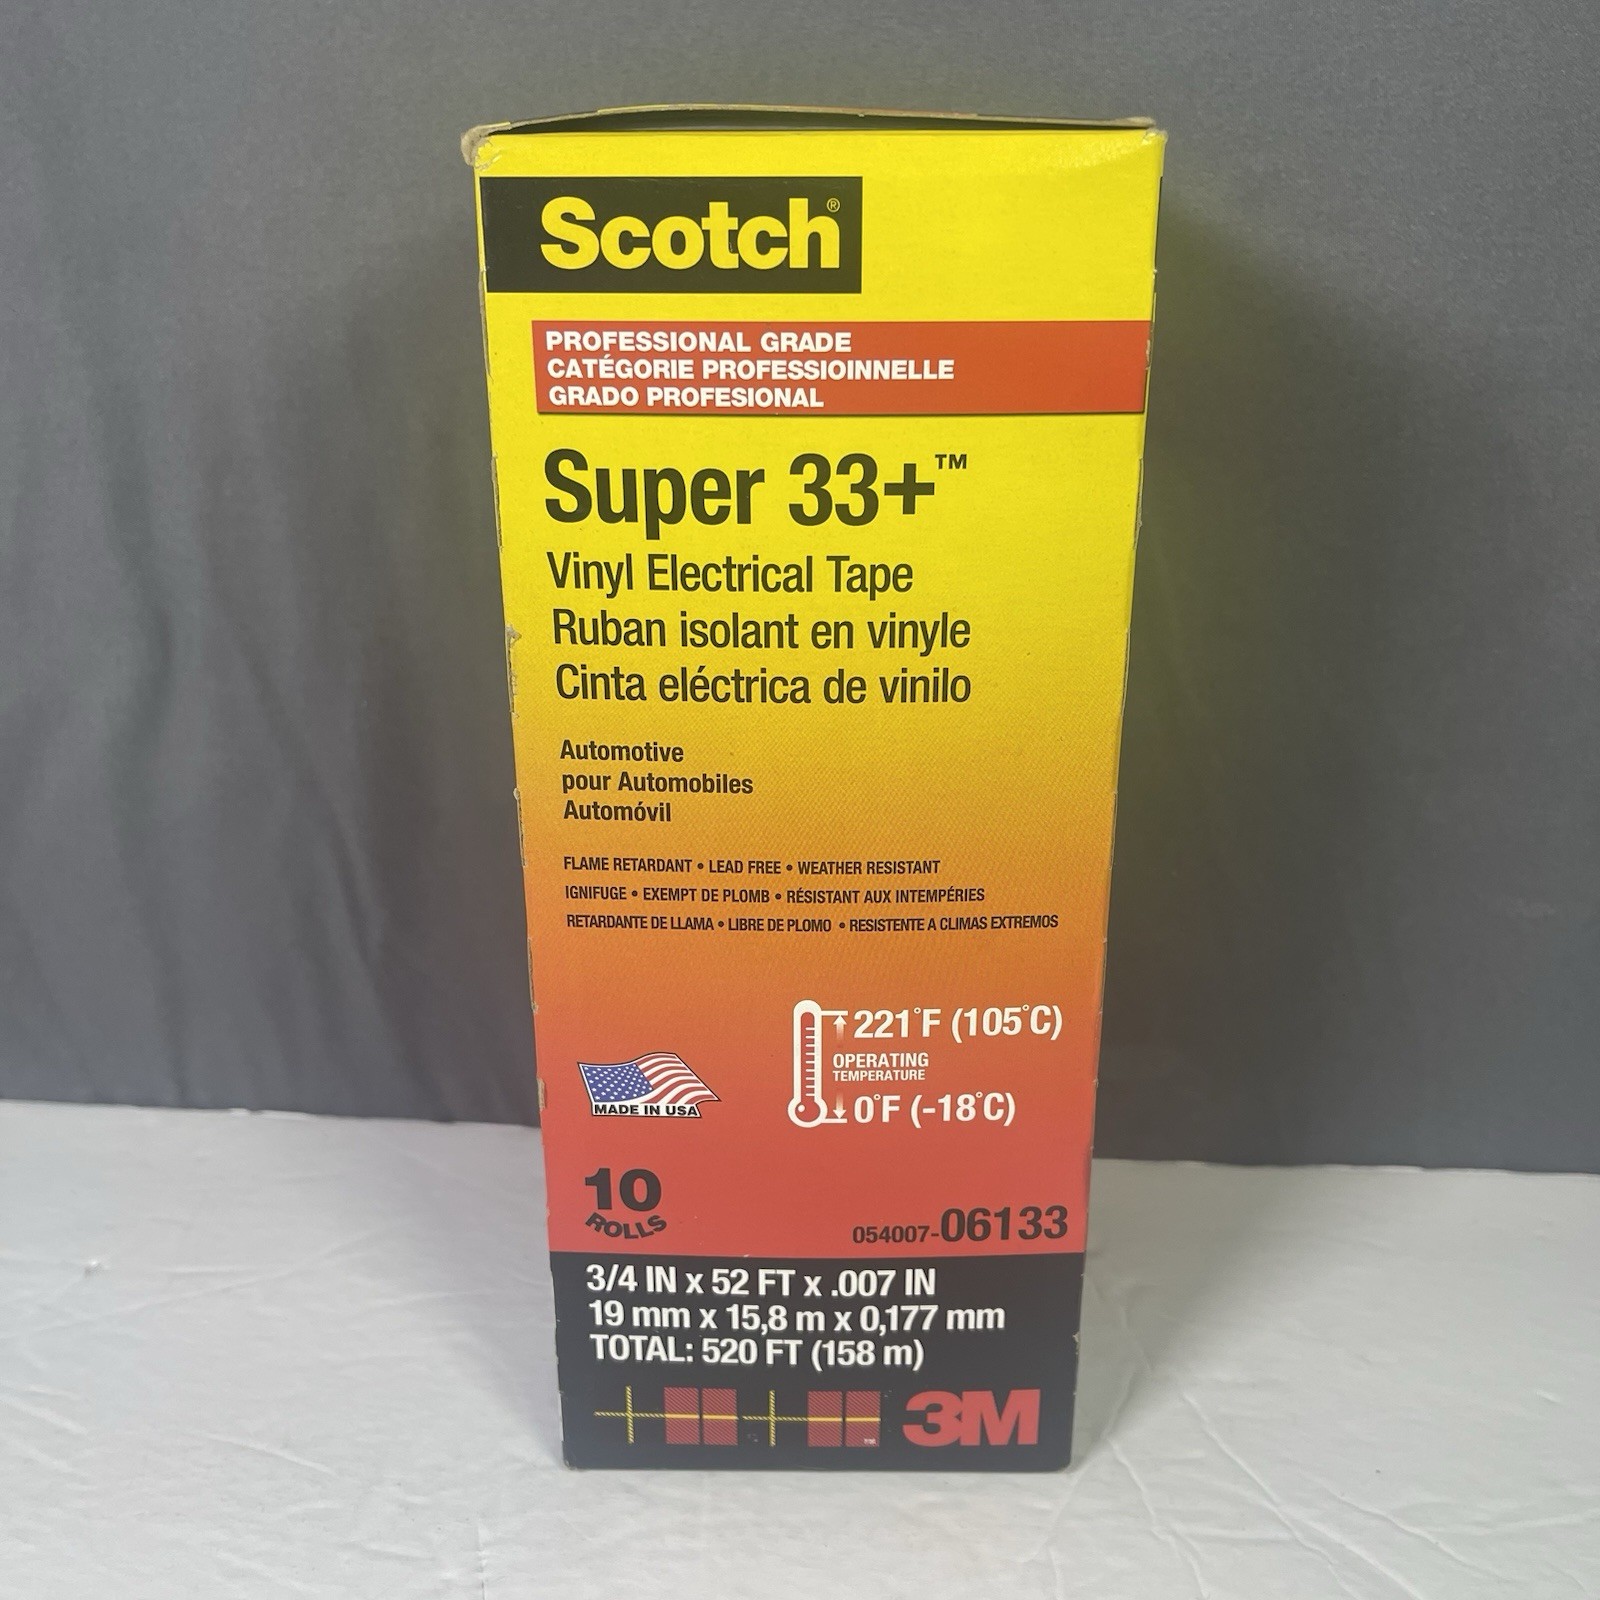 Scotch®
PROFESSIONAL GRADE
CATÉGORIE PROFESSIOINNELLE
GRADO PROFESIONAL
Super 33+™
Vinyl Electrical Tape
Ruban isolant en vinyle
Cinta eléctrica de vinilo
Automotive
pour Automobiles
Automóvil
FLAME RETARDANT • LEAD FREE • WEATHER RESISTANT
IGNIFUGE • EXEMPT DE PLOMB • RÉSISTANT AUX INTEMPÉRIES
RETARDANTE DE LLAMA • LIBRE DE PLOMO • RESISTENTE A CLIMAS EXTREMOS
221°F (105°C)
OPERATING
TEMPERATURE
0°F (-18°C)
MADE IN USA
10
ROLLS
054007-06133
3/4 IN x 52 FT x .007 IN
19 mm x 15,8 m x 0,177 mm
TOTAL: 520 FT (158 m)
™
3M